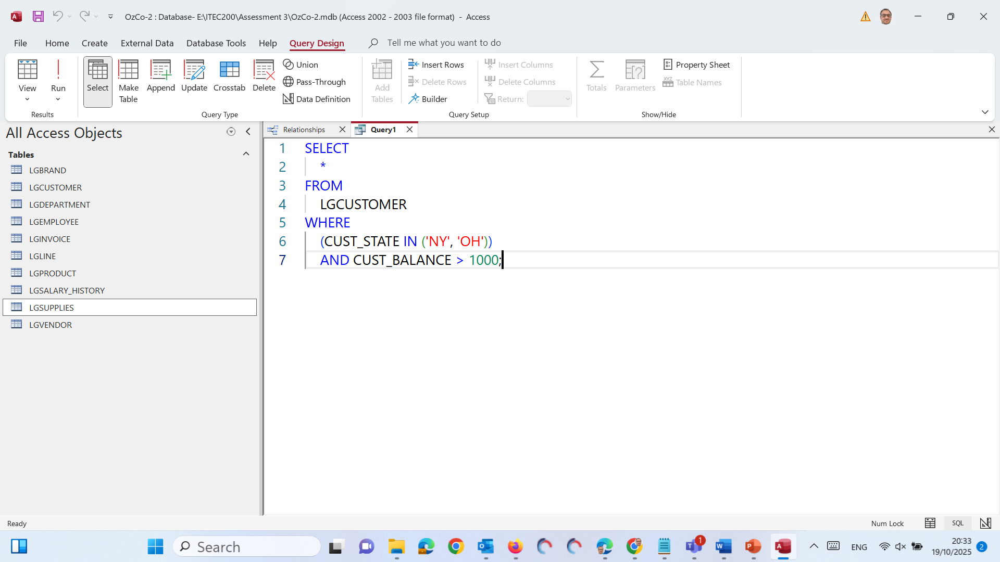 OzCo-2 : Database- E:\ITEC200\Assessment 3\OzCo-2.mdb (Access 2002 - 2003 file format)  -  Access
File Home Create External Data Database Tools Help Query Design Tell me what you want to do
View
Run
Results
Select
Make Table
Append
Update
Crosstab
Delete
Union
Pass-Through
Data Definition
Query Type
Add Tables
Insert Rows
Delete Rows
Builder
Insert Columns
Delete Columns
Return:
Query Setup
Totals
Parameters
Property Sheet
Table Names
Show/Hide
All Access Objects
Tables
LGBRAND
LGCUSTOMER
LGDEPARTMENT
LGEMPLOYEE
LGINVOICE
LGLINE
LGPRODUCT
LGSALARY_HISTORY
LGSUPPLIES
LGVENDOR
Relationships Query1
1 SELECT
2 *
3 FROM
4 LGCUSTOMER
5 WHERE
6 (CUST_STATE IN ('NY', 'OH'))
7 AND CUST_BALANCE > 1000;
Ready
Num Lock
SQL
Search
1
ENG
20:33
19/10/2025
2